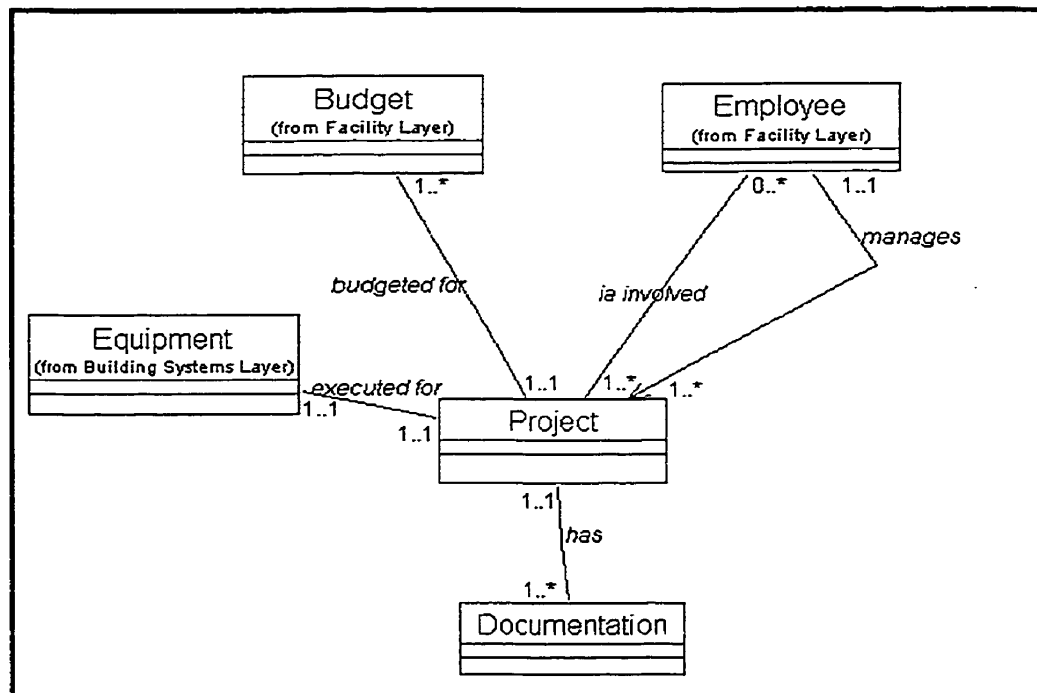 Budget
(from Facility Layer)
Employee
(from Facility Layer)
1..*
0..*
1..1
manages
budgeted for
ia involved
Equipment
(from Building Systems Layer)
executed for
1..1
1..1
1..1
1..*
1..*
Project
1..1
has
1..*
Documentation